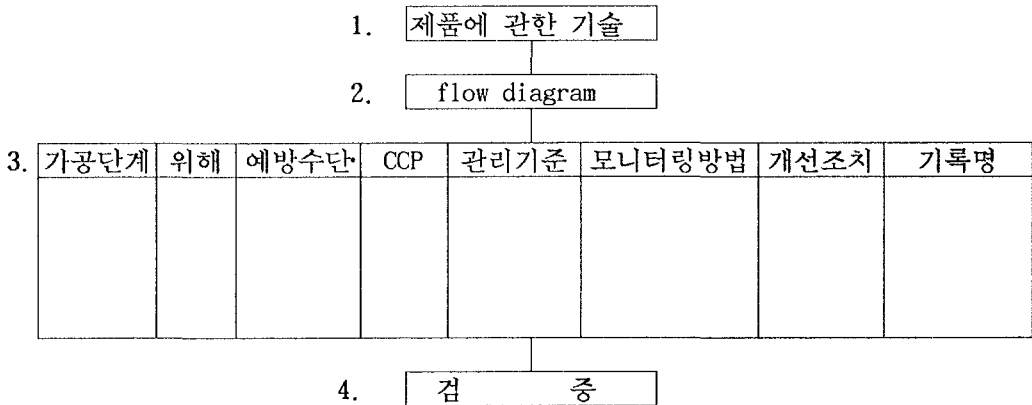 1. 제품에 관한 기술
2. flow diagram
3. 가공단계 위해 예방수단· CCP 관리기준 모니터링방법 개선조치 기록명
4. 검 증